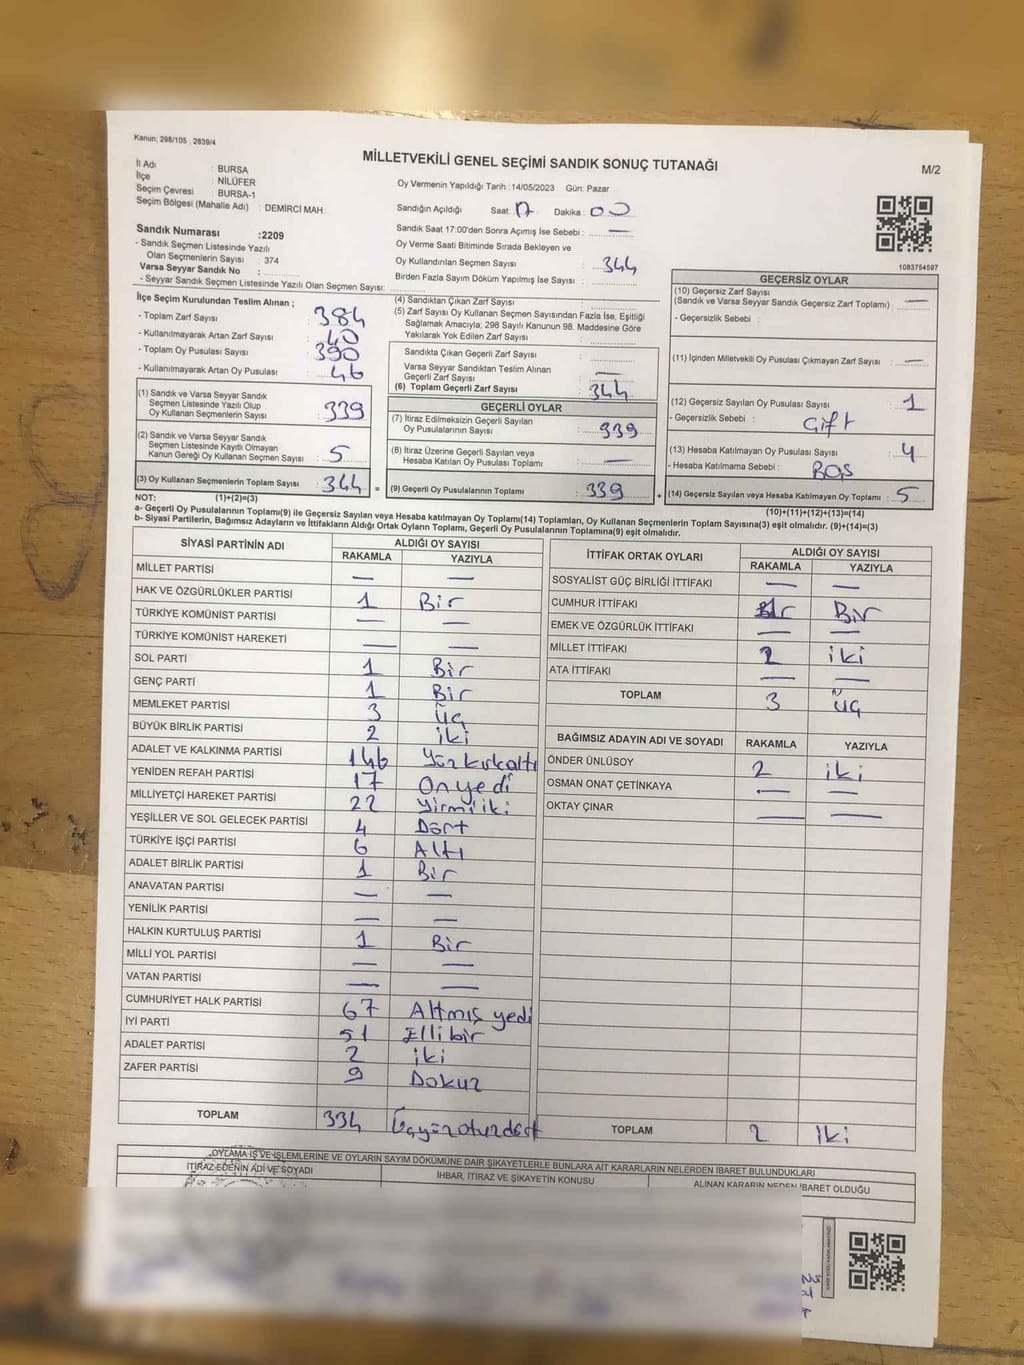 Kanun; 298/105 , 2839/4
MİLLETVEKİLİ GENEL SEÇİMİ SANDIK SONUÇ TUTANAĞI
M/2
İl Adı : BURSA
İlçe : NİLÜFER
Seçim Çevresi : BURSA-1
Seçim Bölgesi (Mahalle Adı) : DEMİRCİ MAH.
Oy Vermenin Yapıldığı Tarih :14/05/2023 Gün: Pazar
Sandığın Açıldığı Saat: 17 Dakika : 00
Sandık Saat 17:00'den Sonra Açımış İse Sebebi : —
Oy Verme Saati Bitiminde Sırada Bekleyen ve
Oy Kullandırılan Seçmen Sayısı 344
Birden Fazla Sayım Döküm Yapılmış İse Sayısı :
Sandık Numarası :2209
- Sandık Seçmen Listesinde Yazılı
Olan Seçmenlerin Sayısı : 374
Varsa Seyyar Sandık No :
- Seyyar Sandık Seçmen Listesinde Yazılı Olan Seçmen Sayısı:
1083754597
İlçe Seçim Kurulundan Teslim Alınan ;
- Toplam Zarf Sayısı : 384
- Kullanılmayarak Artan Zarf Sayısı : 40
- Toplam Oy Pusulası Sayısı : 390
- Kullanılmayarak Artan Oy Pusulası : 46
(1) Sandık ve Varsa Seyyar Sandık
Seçmen Listesinde Yazılı Olup
Oy Kullanan Seçmenlerin Sayısı : 339
(2) Sandık ve Varsa Seyyar Sandık
Seçmen Listesinde Kayıtlı Olmayan
Kanun Gereği Oy Kullanan Seçmen Sayısı : 5
(3) Oy Kullanan Seçmenlerin Toplam Sayısı : 344 =
(4) Sandıktan Çıkan Zarf Sayısı :
(5) Zarf Sayısı Oy Kullanan Seçmen Sayısından Fazla İse, Eşitliği
Sağlamak Amacıyla; 298 Sayılı Kanunun 98. Maddesine Göre
Yakılarak Yok Edilen Zarf Sayısı :
Sandıkta Çıkan Geçerli Zarf Sayısı :
Varsa Seyyar Sandıktan Teslim Alınan
Geçerli Zarf Sayısı : —
(6) Toplam Geçerli Zarf Sayısı : 344
GEÇERLİ OYLAR
(7) İtiraz Edilmeksizin Geçerli Sayılan
Oy Pusulalarının Sayısı : 339
(8) İtiraz Üzerine Geçerli Sayılan veya
Hesaba Katılan Oy Pusulası Toplamı : —
(9) Geçerli Oy Pusulalarının Toplamı : 339 +
GEÇERSİZ OYLAR
(10) Geçersiz Zarf Sayısı
(Sandık ve Varsa Seyyar Sandık Geçersiz Zarf Toplamı) : —
- Geçersizlik Sebebi :
(11) İçinden Milletvekili Oy Pusulası Çıkmayan Zarf Sayısı : —
(12) Geçersiz Sayılan Oy Pusulası Sayısı : 1
- Geçersizlik Sebebi : Çift
(13) Hesaba Katılmayan Oy Pusulası Sayısı : 4
- Hesaba Katılmama Sebebi : BOŞ
(14) Geçersiz Sayılan veya Hesaba Katılmayan Oy Toplamı : 5
NOT: (1)+(2)=(3)
(10)+(11)+(12)+(13)=(14)
a- Geçerli Oy Pusulalarının Toplamı(9) ile Geçersiz Sayılan veya Hesaba katılmayan Oy Toplamı(14) Toplamları, Oy Kullanan Seçmenlerin Toplam Sayısına(3) eşit olmalıdır. (9)+(14)=(3)
b- Siyasi Partilerin, Bağımsız Adayların ve İttifakların Aldığı Ortak Oyların Toplamı, Geçerli Oy Pusulalarının Toplamına(9) eşit olmalıdır.
SİYASİ PARTİNİN ADI ALDIĞI OY SAYISI
RAKAMLA YAZIYLA
MİLLET PARTİSİ — —
HAK VE ÖZGÜRLÜKLER PARTİSİ 1 Bir
TÜRKİYE KOMÜNİST PARTİSİ — —
TÜRKİYE KOMÜNİST HAREKETİ — —
SOL PARTİ 1 Bir
GENÇ PARTİ 1 Bir
MEMLEKET PARTİSİ 3 üç
BÜYÜK BİRLİK PARTİSİ 2 iki
ADALET VE KALKINMA PARTİSİ 146 Yüzkırkaltı
YENİDEN REFAH PARTİSİ 17 Onyedi
MİLLİYETÇİ HAREKET PARTİSİ 22 Yirmiiki
YEŞİLLER VE SOL GELECEK PARTİSİ 4 Dört
TÜRKİYE İŞÇİ PARTİSİ 6 Altı
ADALET BİRLİK PARTİSİ 1 Bir
ANAVATAN PARTİSİ — —
YENİLİK PARTİSİ — —
HALKIN KURTULUŞ PARTİSİ 1 Bir
MİLLİ YOL PARTİSİ — —
VATAN PARTİSİ — —
CUMHURİYET HALK PARTİSİ 67 Altmış yedi
İYİ PARTİ 51 Elli bir
ADALET PARTİSİ 2 iki
ZAFER PARTİSİ 9 Dokuz
TOPLAM 334 Üçyüzotuzdört
İTTİFAK ORTAK OYLARI ALDIĞI OY SAYISI
RAKAMLA YAZIYLA
SOSYALİST GÜÇ BİRLİĞİ İTTİFAKI — —
CUMHUR İTTİFAKI 1 Bir
EMEK VE ÖZGÜRLÜK İTTİFAKI — —
MİLLET İTTİFAKI 2 iki
ATA İTTİFAKI — —
TOPLAM 3 üç
BAĞIMSIZ ADAYIN ADI VE SOYADI RAKAMLA YAZIYLA
ÖNDER ÜNLÜSOY 2 iki
OSMAN ONAT ÇETİNKAYA — —
OKTAY ÇINAR — —
TOPLAM 2 iki
OYLAMA İŞ VE İŞLEMLERİNE VE OYLARIN SAYIM DÖKÜMÜNE DAİR ŞİKAYETLERLE BUNLARA AİT KARARLARIN NELERDEN İBARET BULUNDUKLARI
İTİRAZ EDENİN ADI VE SOYADI İHBAR, İTİRAZ VE ŞİKAYETİN KONUSU ALINAN KARARIN NEDEN İBARET OLDUĞU